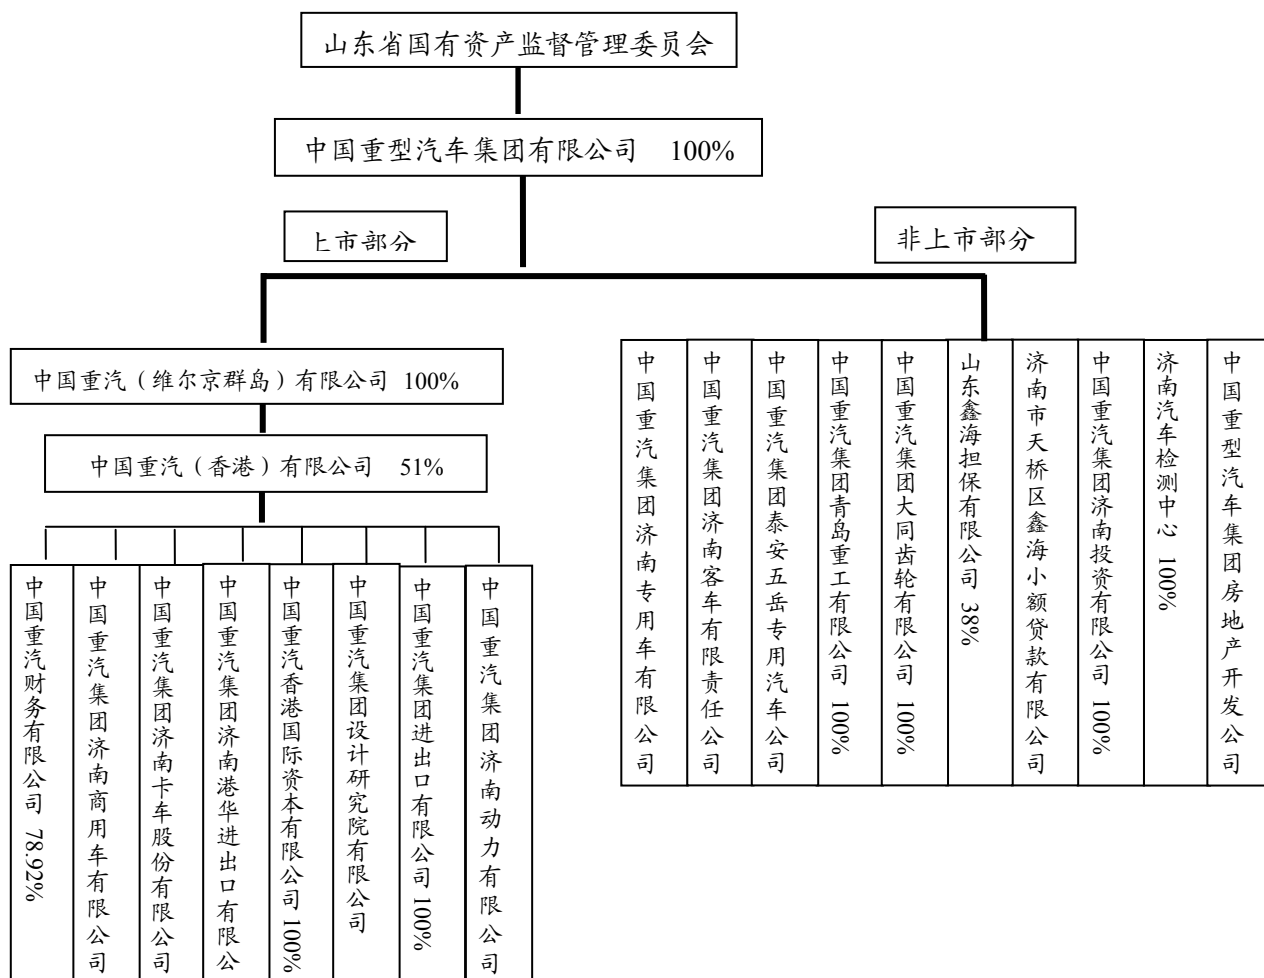 山东省国有资产监督管理委员会
中国重型汽车集团有限公司 100%
上市部分
非上市部分
中国重汽（维尔京群岛）有限公司 100%
中国重汽（香港）有限公司 51%
中国重汽财务有限公司 78.92%
中国重汽集团济南商用车有限公司
中国重汽集团济南卡车股份有限公司
中国重汽集团济南港华进出口有限公
中国重汽香港国际资本有限公司 100%
中国重汽集团设计研究院有限公司
中国重汽集团进出口有限公司 100%
中国重汽集团济南动力有限公司
中国重汽集团济南专用车有限公司
中国重汽集团济南客车有限责任公司
中国重汽集团泰安五岳专用汽车公司
中国重汽集团青岛重工有限公司 100%
中国重汽集团大同齿轮有限公司 100%
山东鑫海担保有限公司 38%
济南市天桥区鑫海小额贷款有限公司
中国重汽集团济南投资有限公司 100%
济南汽车检测中心 100%
中国重型汽车集团房地产开发公司